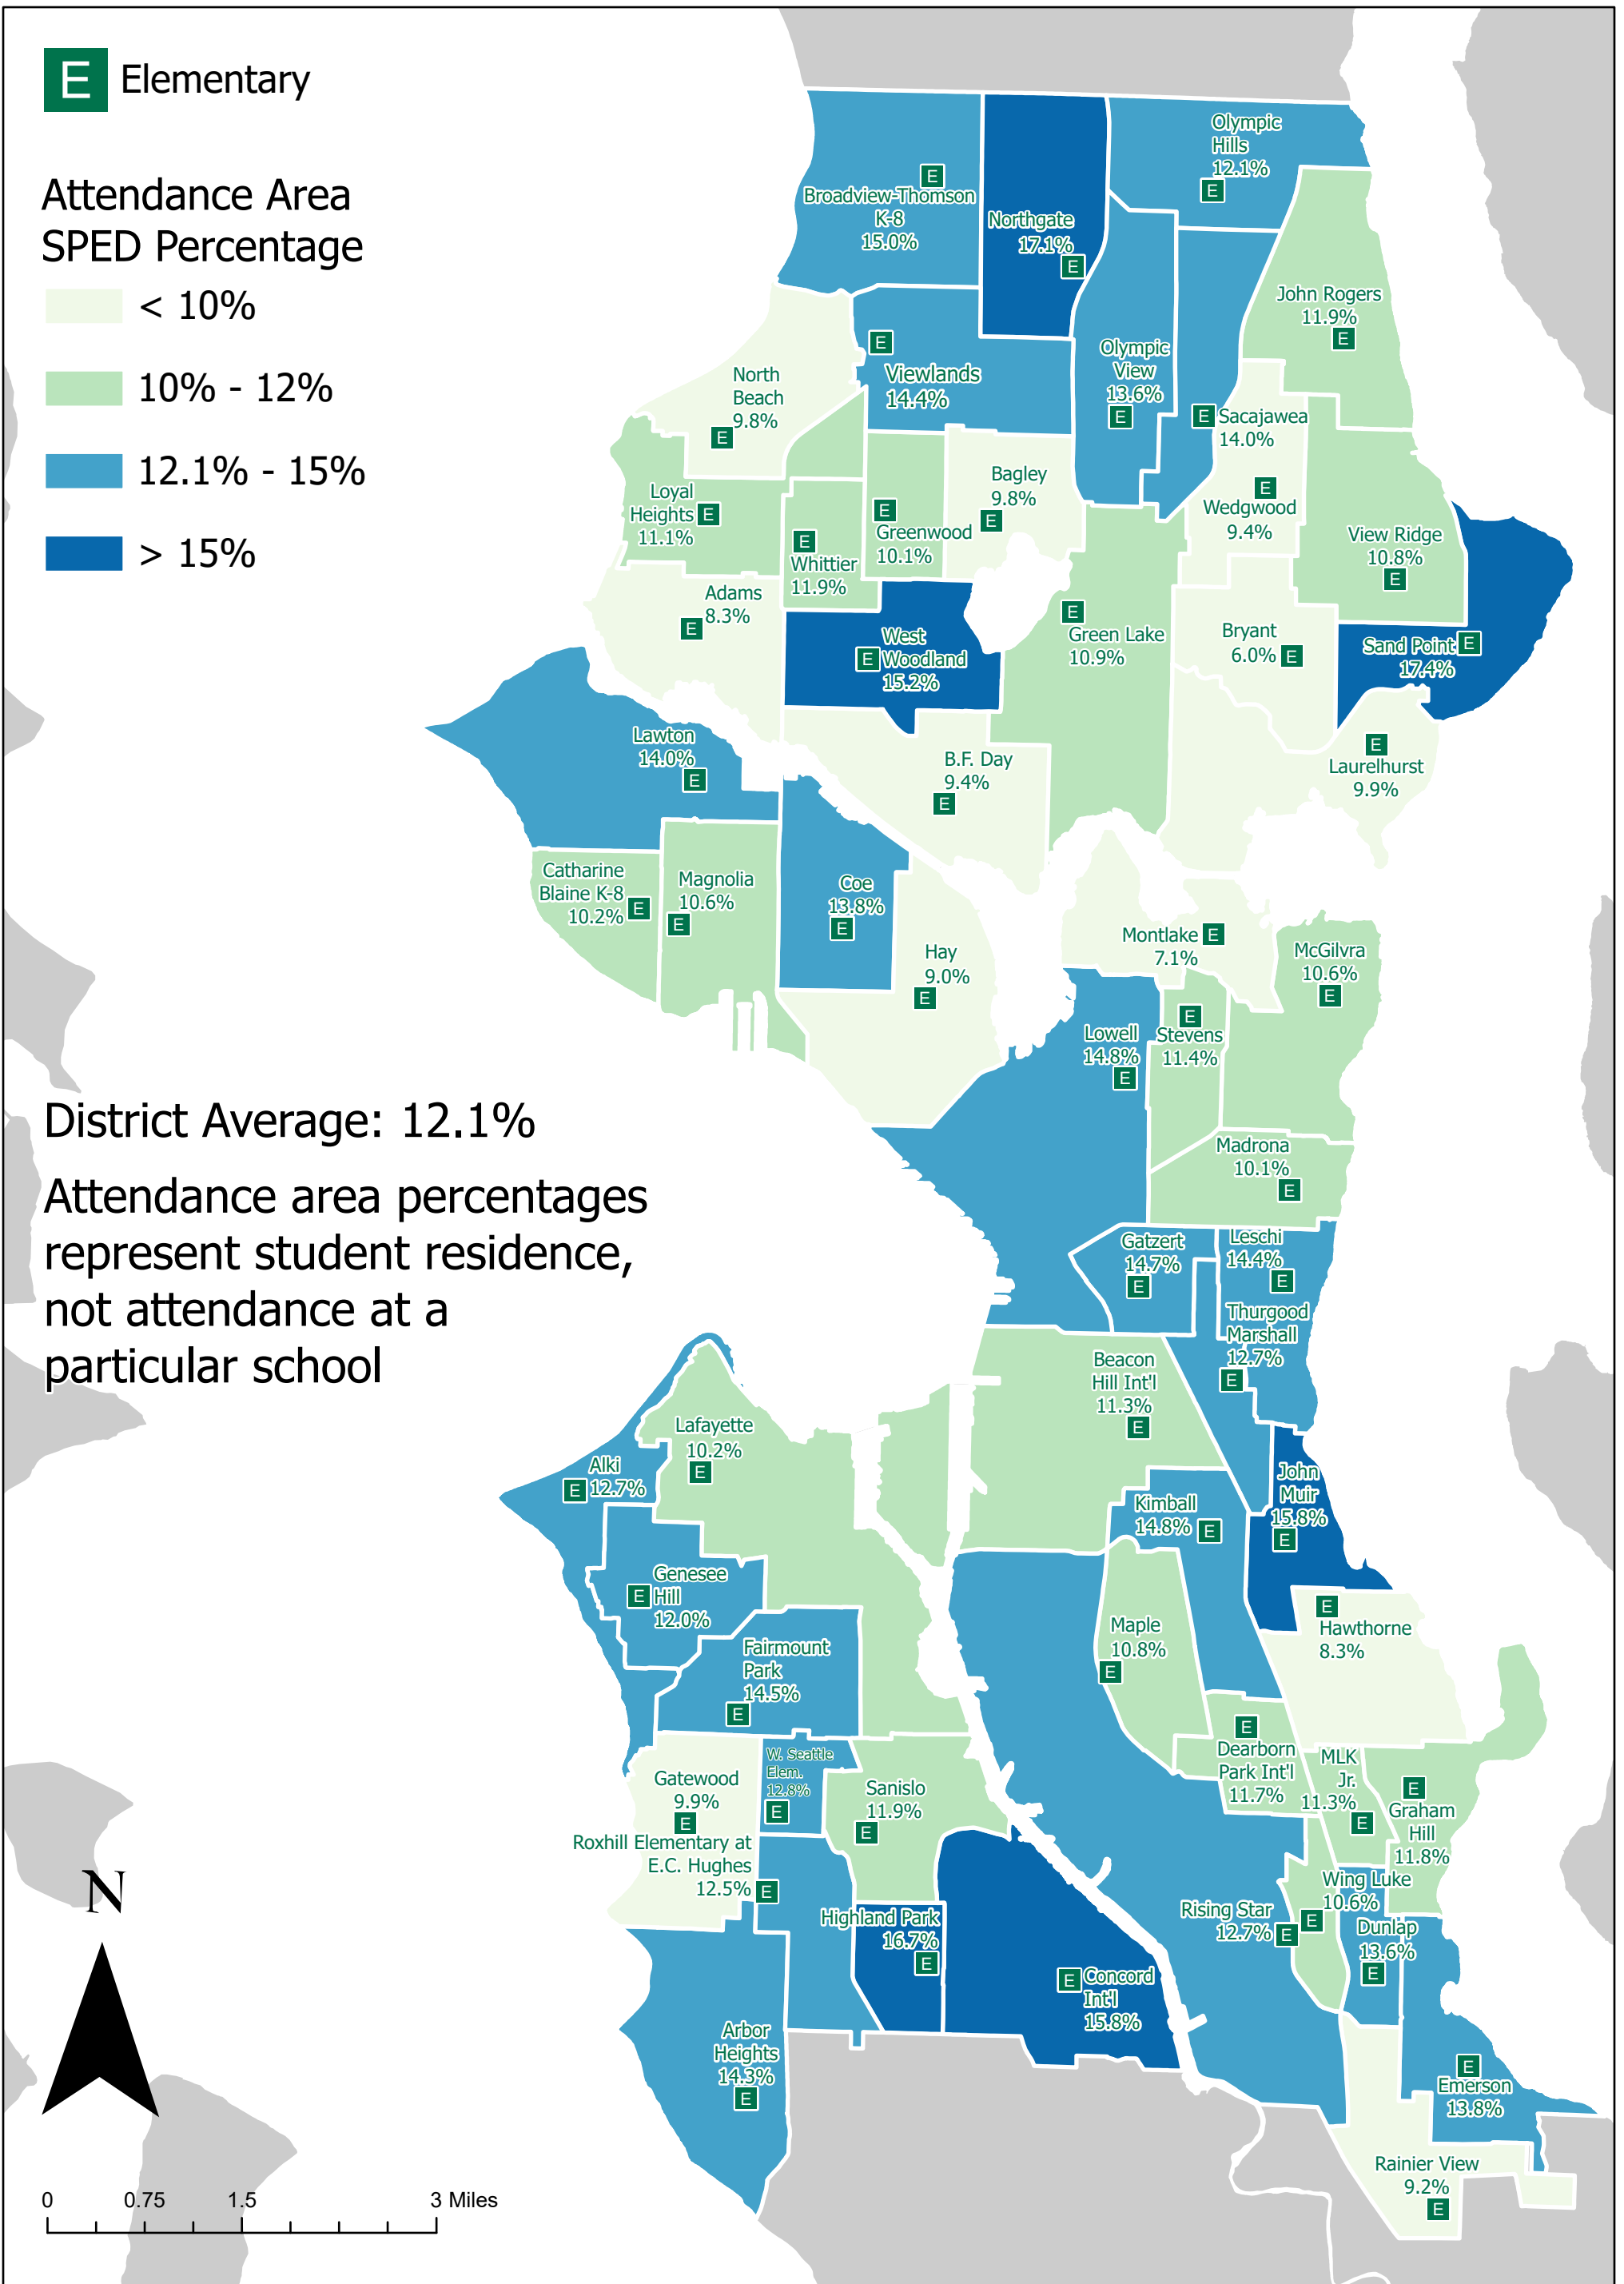 E Elementary
Attendance Area
SPED Percentage
< 10%
10% - 12%
12.1% - 15%
> 15%
Olympic
Hills
12.1%
E
E
Broadview-Thomson
K-8
15.0%
Northgate
17.1%
E
John Rogers
11.9%
E
E
Viewlands
14.4%
Olympic
View
13.6%
E
North
Beach
9.8%
E
E Sacajawea
14.0%
Bagley
9.8%
E
E
Wedgwood
9.4%
Loyal
Heights E
11.1%
E
Greenwood
10.1%
E
Whittier
11.9%
View Ridge
10.8%
E
Adams
8.3%
E
E
Green Lake
10.9%
Bryant
6.0% E
Sand Point E
17.4%
West
E Woodland
15.2%
Lawton
14.0%
E
E
Laurelhurst
9.9%
B.F. Day
9.4%
E
Catharine
Blaine K-8
10.2% E
Magnolia
10.6%
E
Coe
13.8%
E
Hay
9.0%
E
Montlake E
7.1%
McGilvra
10.6%
E
Lowell
14.8%
E
E
Stevens
11.4%
District Average: 12.1%
Attendance area percentages
represent student residence,
not attendance at a
particular school
Madrona
10.1%
E
Gatzert
14.7%
E
Leschi
14.4%
E
Thurgood
Marshall
12.7%
E
Beacon
Hill Int'l
11.3%
E
Lafayette
10.2%
E
Alki
E 12.7%
John
Muir
15.8%
E
Kimball
14.8% E
Genesee
E Hill
12.0%
E
Hawthorne
8.3%
Maple
10.8%
E
Fairmount
Park
14.5%
E
E
Dearborn
Park Int'l
11.7%
W. Seattle
Elem.
12.8%
E
MLK
Jr.
11.3%
E
Gatewood
9.9%
E
Sanislo
11.9%
E
E
Graham
Hill
11.8%
Roxhill Elementary at
E.C. Hughes
12.5% E
Wing Luke
10.6%
E
Rising Star
12.7% E
Highland Park
16.7%
E
Dunlap
13.6%
E
N
E Concord
Int'l
15.8%
Arbor
Heights
14.3%
E
E
Emerson
13.8%
Rainier View
9.2%
E
0 0.75 1.5 3 Miles